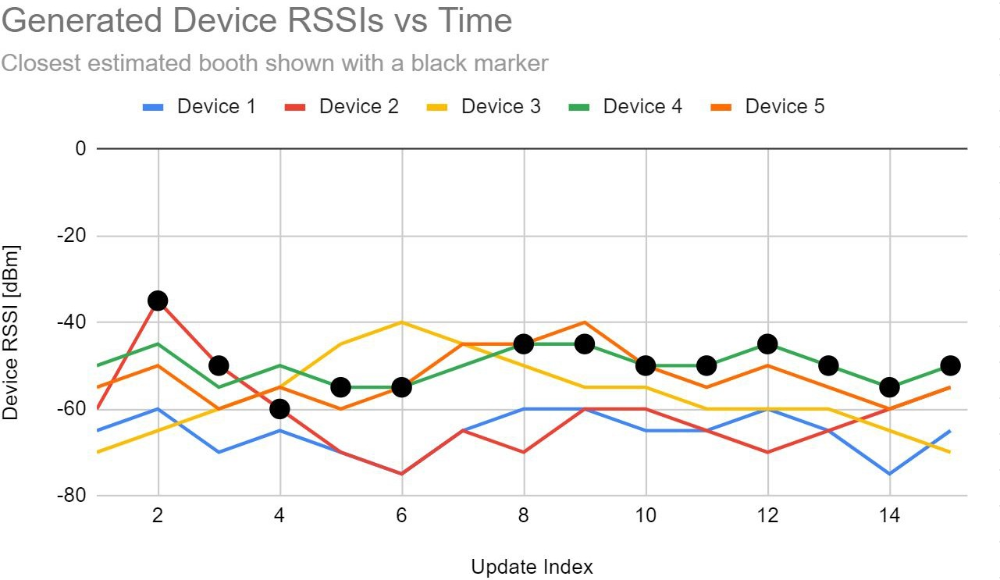 Generated Device RSSIs vs Time
Closest estimated booth shown with a black marker
Device 1 Device 2 Device 3 Device 4 Device 5
0
-20
-40
-60
-80
Device RSSI [dBm]
2 4 6 8 10 12 14
Update Index